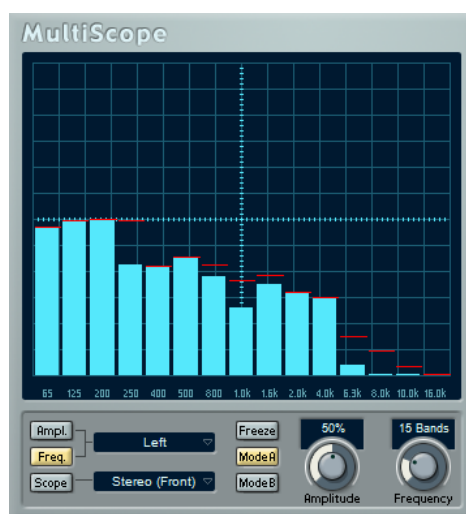 MultiScope
65 125 200 250 400 500 800 1.0k 1.6k 2.0k 4.0k 6.3k 8.0k 10.0k 16.0k
Ampl. Left Freeze 50% 15 Bands
Freq. Mode A
Scope Stereo (Front) Mode B
Amplitude Frequency